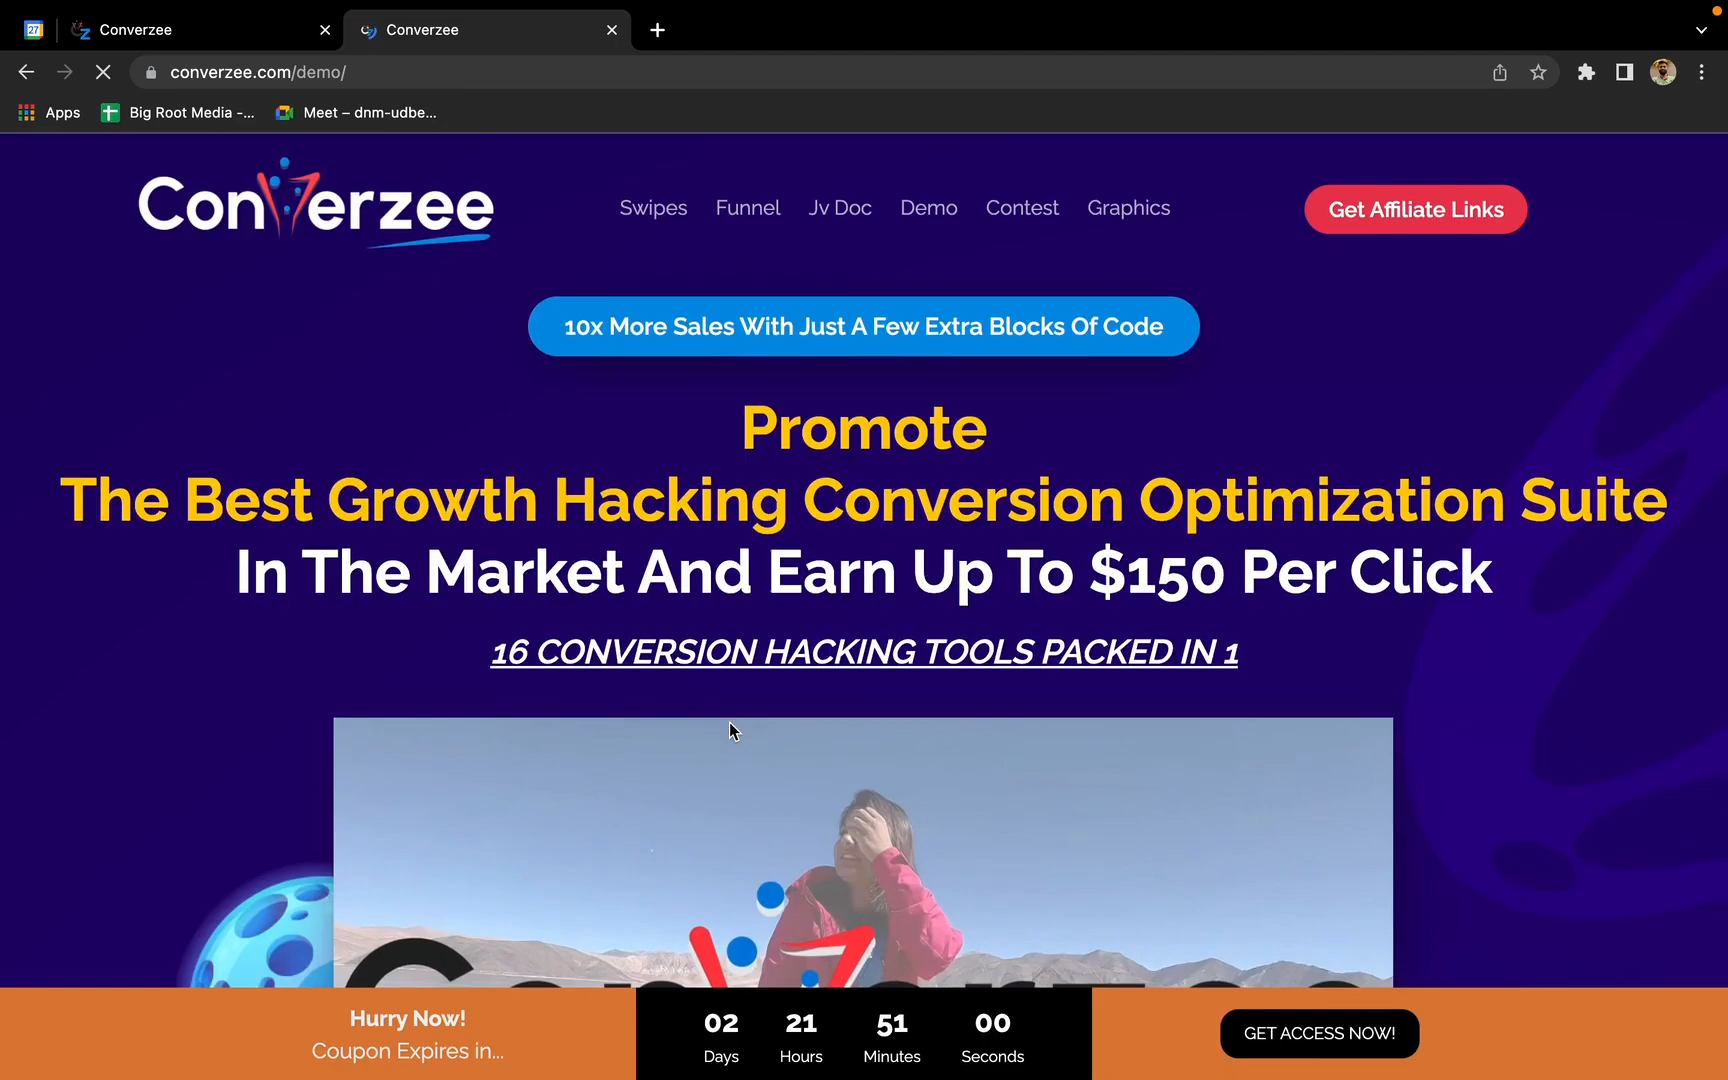 27
Converzee
Converzee
converzee.com/demo/
Apps
Big Root Media -...
Meet – dnm-udbe...
Converzee
Swipes
Funnel
Jv Doc
Demo
Contest
Graphics
Get Affiliate Links
10x More Sales With Just A Few Extra Blocks Of Code
Promote
The Best Growth Hacking Conversion Optimization Suite
In The Market And Earn Up To $150 Per Click
16 CONVERSION HACKING TOOLS PACKED IN 1
Hurry Now!
Coupon Expires in...
02 21 51 00
Days Hours Minutes Seconds
GET ACCESS NOW!